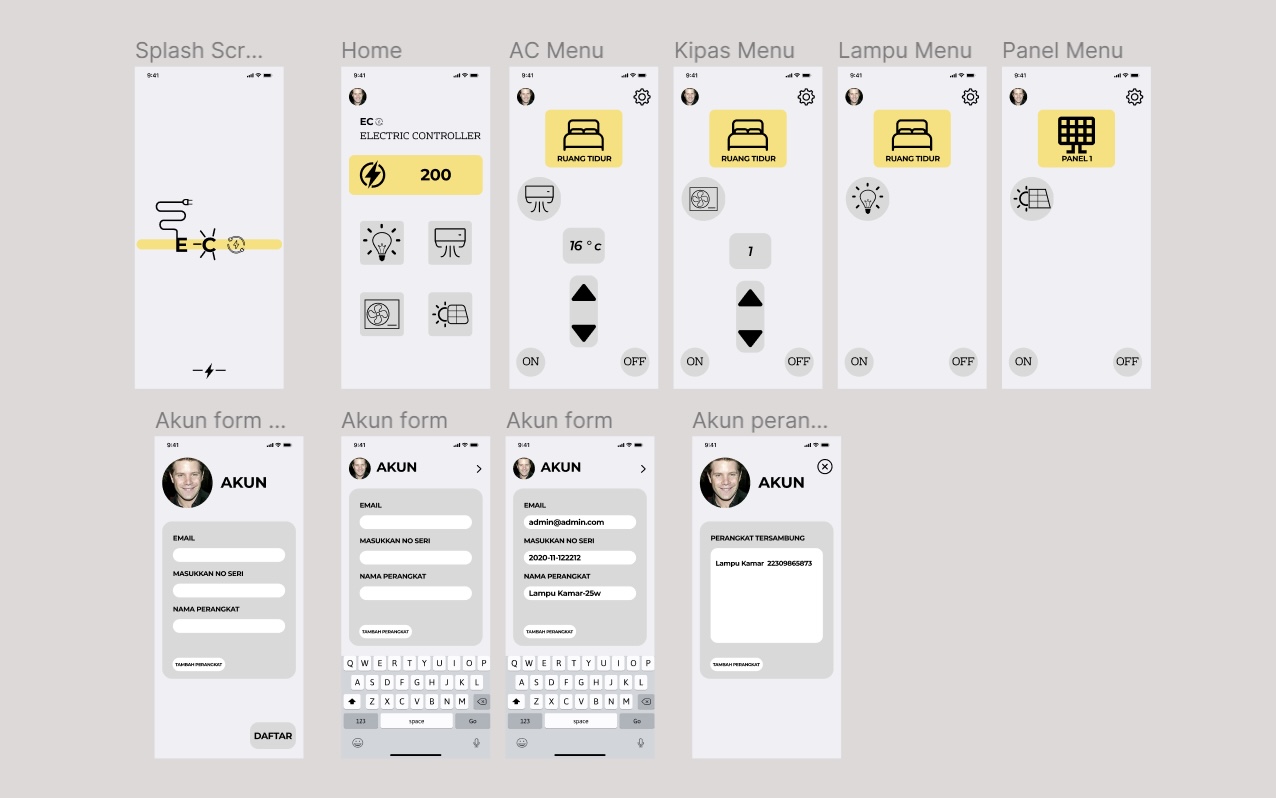 Splash Scr...
9:41
E C
Home
9:41
EC
ELECTRIC CONTROLLER
200
AC Menu
9:41
RUANG TIDUR
16 ° c
ON
OFF
Kipas Menu
9:41
RUANG TIDUR
1
ON
OFF
Lampu Menu
9:41
RUANG TIDUR
ON
OFF
Panel Menu
9:41
PANEL 1
ON
OFF
Akun form ...
9:41
AKUN
EMAIL
MASUKKAN NO SERI
NAMA PERANGKAT
TAMBAH PERANGKAT
DAFTAR
Akun form
9:41
AKUN
EMAIL
MASUKKAN NO SERI
NAMA PERANGKAT
TAMBAH PERANGKAT
Q W E R T Y U I O P
A S D F G H J K L
Z X C V B N M
123 space Go
Akun form
9:41
AKUN
EMAIL
admin@admin.com
MASUKKAN NO SERI
2020-11-122212
NAMA PERANGKAT
Lampu Kamar-25w
TAMBAH PERANGKAT
Q W E R T Y U I O P
A S D F G H J K L
Z X C V B N M
123 space Go
Akun peran...
9:41
AKUN
PERANGKAT TERSAMBUNG
Lampu Kamar 22309865873
TAMBAH PERANGKAT